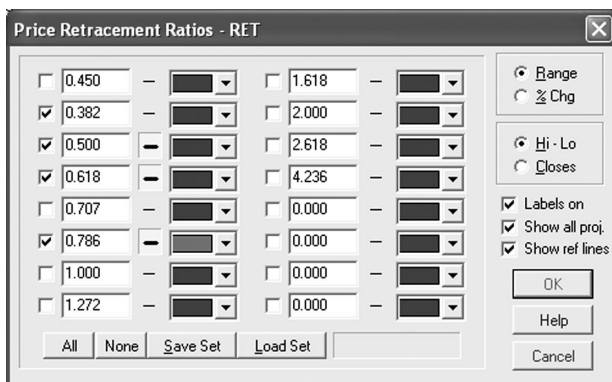 Price Retracement Ratios - RET
0.450 1.618
0.382 2.000
0.500 2.618
0.618 4.236
0.707 0.000
0.786 0.000
1.000 0.000
1.272 0.000
All None Save Set Load Set
Range
% Chg
Hi - Lo
Closes
Labels on
Show all proj.
Show ref lines
OK
Help
Cancel